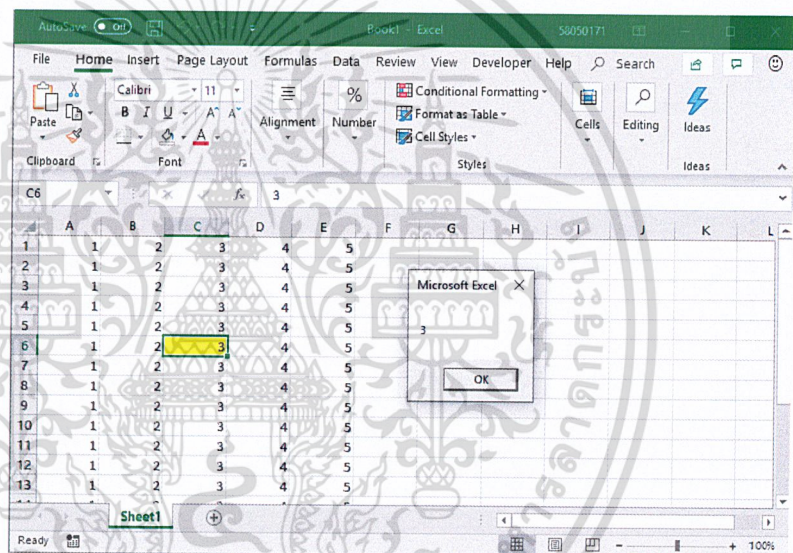 AutoSave Off Book1 - Excel 58050171
File Home Insert Page Layout Formulas Data Review View Developer Help Search
Paste
Clipboard
Calibri 11
B I U A A
A
Font
Alignment
%
Number
Conditional Formatting
Format as Table
Cell Styles
Styles
Cells
Editing
Ideas
Ideas
C6 fx 3
A B C D E F G H I J K L
1 1 2 3 4 5
2 1 2 3 4 5
3 1 2 3 4 5
4 1 2 3 4 5
5 1 2 3 4 5
6 1 2 3 4 5
7 1 2 3 4 5
8 1 2 3 4 5
9 1 2 3 4 5
10 1 2 3 4 5
11 1 2 3 4 5
12 1 2 3 4 5
13 1 2 3 4 5
Microsoft Excel
3
OK
Sheet1
Ready 100%